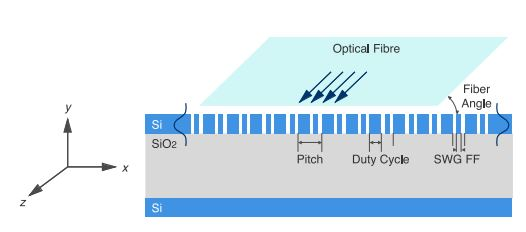 Optical Fibre
Fiber
Angle
Si
SiO2
Pitch
Duty Cycle
SWG FF
Si
y
x
z